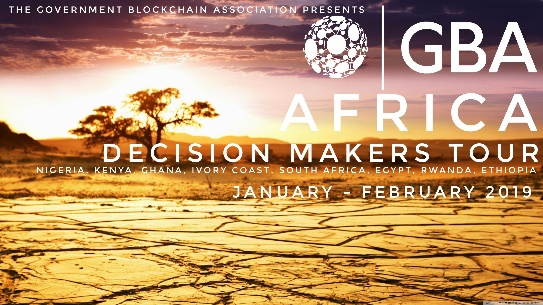 THE GOVERNMENT BLOCKCHAIN ASSOCIATION PRESENTS
GBA
AFRICA
DECISION MAKERS TOUR
NIGERIA, KENYA, GHANA, IVORY COAST, SOUTH AFRICA, EGYPT, RWANDA, ETHIOPIA
JANUARY - FEBRUARY 2019